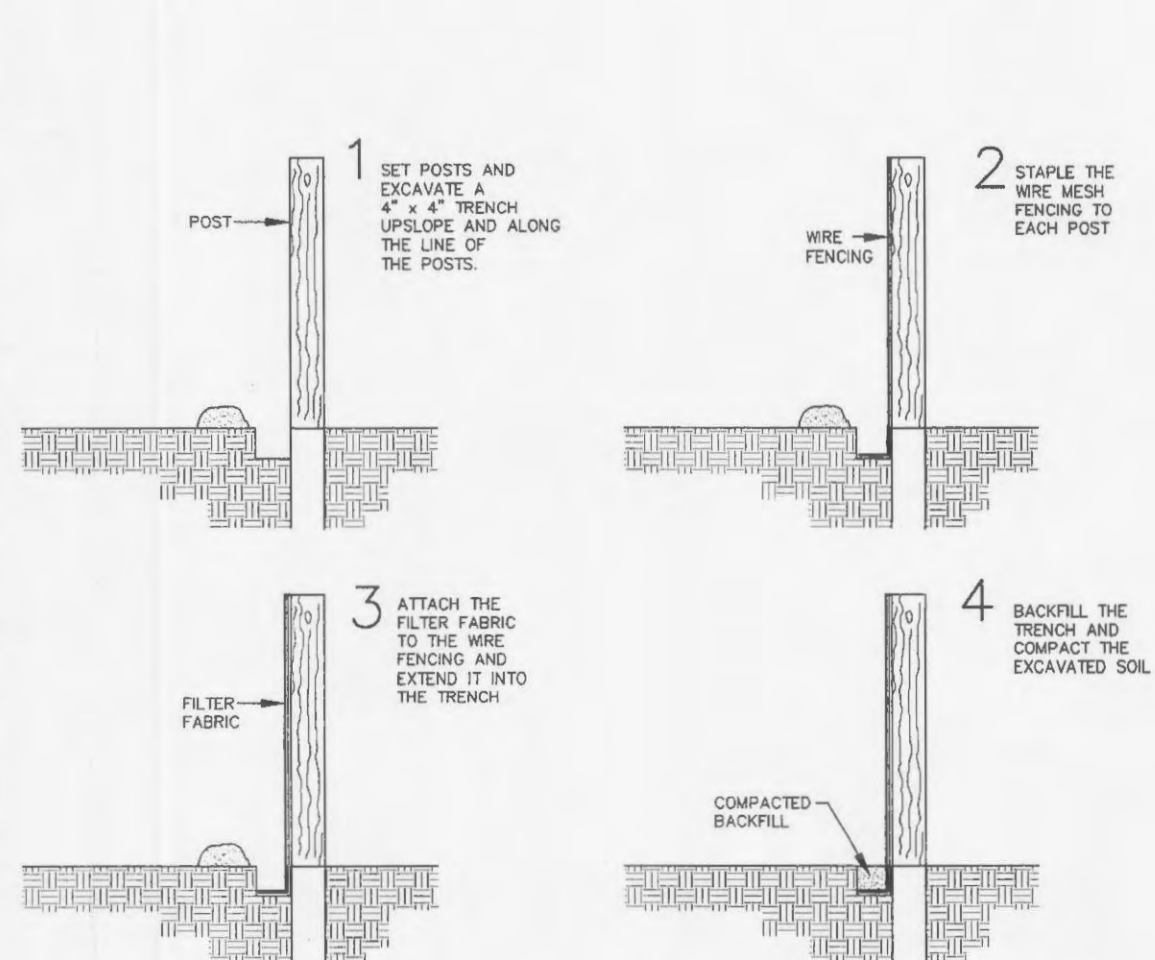 1
SET POSTS AND
EXCAVATE A
4" x 4" TRENCH
UPSLOPE AND ALONG
THE LINE OF
THE POSTS.
POST
2
STAPLE THE
WIRE MESH
FENCING TO
EACH POST
WIRE
FENCING
3
ATTACH THE
FILTER FABRIC
TO THE WIRE
FENCING AND
EXTEND IT INTO
THE TRENCH
FILTER
FABRIC
4
BACKFILL THE
TRENCH AND
COMPACT THE
EXCAVATED SOIL
COMPACTED
BACKFILL